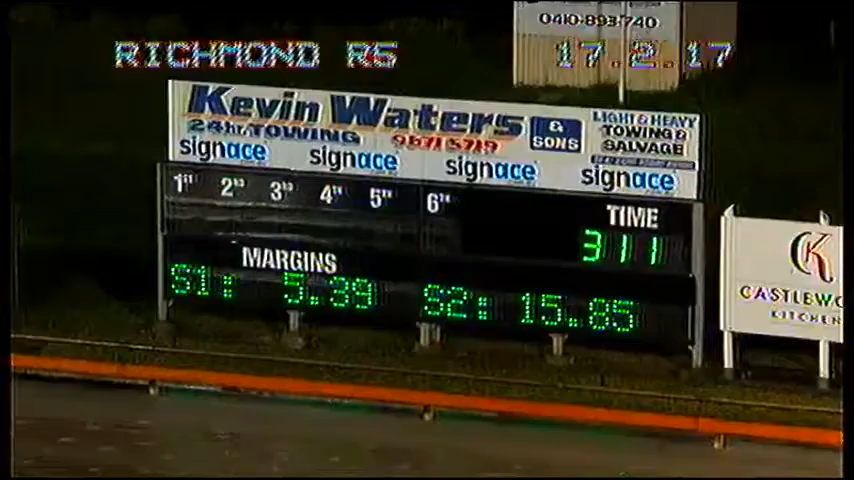 0410-893-740
RICHMOND R5 17.2.17
Kevin Waters & SONS
24hr. TOWING 9671 5719
LIGHT & HEAVY
TOWING &
SALVAGE
signace signace signace signace
1ST 2ND 3RD 4TH 5TH 6TH
TIME
311
MARGINS
S1: 5.39 S2: 15.85
K
CASTLEWO
KITCHEN